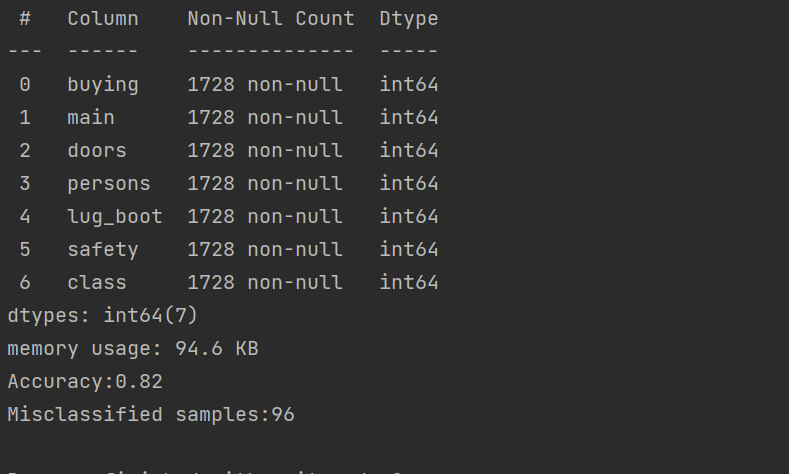 #   Column    Non-Null Count  Dtype
---  ------    --------------  -----
0   buying    1728 non-null   int64
1   main      1728 non-null   int64
2   doors     1728 non-null   int64
3   persons   1728 non-null   int64
4   lug_boot  1728 non-null   int64
5   safety    1728 non-null   int64
6   class     1728 non-null   int64
dtypes: int64(7)
memory usage: 94.6 KB
Accuracy:0.82
Misclassified samples:96